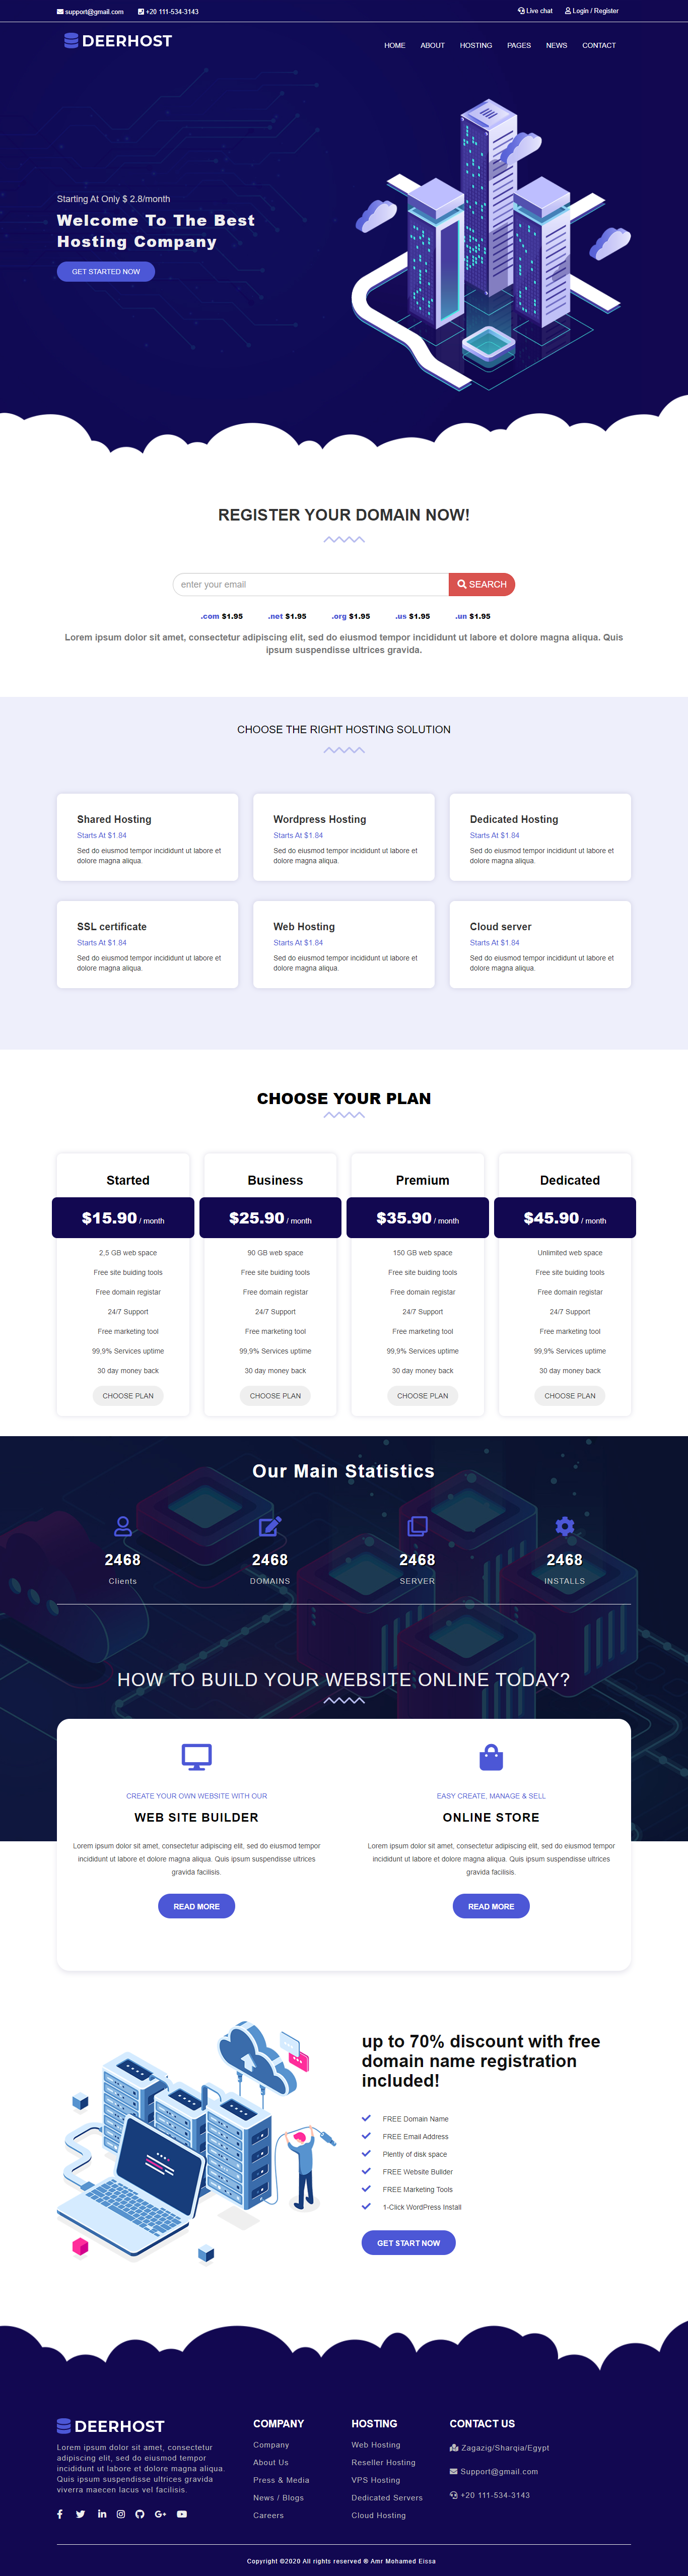 support@gmail.com +20 111-534-3143 Live chat Login / Register
DEERHOST
HOME ABOUT HOSTING PAGES NEWS CONTACT
Starting At Only $ 2.8/month
Welcome To The Best
Hosting Company
GET STARTED NOW
REGISTER YOUR DOMAIN NOW!
enter your email SEARCH
.com $1.95 .net $1.95 .org $1.95 .us $1.95 .un $1.95
Lorem ipsum dolor sit amet, consectetur adipiscing elit, sed do eiusmod tempor incididunt ut labore et dolore magna aliqua. Quis
ipsum suspendisse ultrices gravida.
CHOOSE THE RIGHT HOSTING SOLUTION
Shared Hosting
Starts At $1.84
Sed do eiusmod tempor incididunt ut labore et
dolore magna aliqua.
Wordpress Hosting
Starts At $1.84
Sed do eiusmod tempor incididunt ut labore et
dolore magna aliqua.
Dedicated Hosting
Starts At $1.84
Sed do eiusmod tempor incididunt ut labore et
dolore magna aliqua.
SSL certificate
Starts At $1.84
Sed do eiusmod tempor incididunt ut labore et
dolore magna aliqua.
Web Hosting
Starts At $1.84
Sed do eiusmod tempor incididunt ut labore et
dolore magna aliqua.
Cloud server
Starts At $1.84
Sed do eiusmod tempor incididunt ut labore et
dolore magna aliqua.
CHOOSE YOUR PLAN
Started
$15.90 / month
2,5 GB web space
Free site buiding tools
Free domain registar
24/7 Support
Free marketing tool
99,9% Services uptime
30 day money back
CHOOSE PLAN
Business
$25.90 / month
90 GB web space
Free site buiding tools
Free domain registar
24/7 Support
Free marketing tool
99,9% Services uptime
30 day money back
CHOOSE PLAN
Premium
$35.90 / month
150 GB web space
Free site buiding tools
Free domain registar
24/7 Support
Free marketing tool
99,9% Services uptime
30 day money back
CHOOSE PLAN
Dedicated
$45.90 / month
Unlimited web space
Free site buiding tools
Free domain registar
24/7 Support
Free marketing tool
99,9% Services uptime
30 day money back
CHOOSE PLAN
Our Main Statistics
2468 2468 2468 2468
Clients DOMAINS SERVER INSTALLS
HOW TO BUILD YOUR WEBSITE ONLINE TODAY?
CREATE YOUR OWN WEBSITE WITH OUR
WEB SITE BUILDER
Lorem ipsum dolor sit amet, consectetur adipiscing elit, sed do eiusmod tempor
incididunt ut labore et dolore magna aliqua. Quis ipsum suspendisse ultrices
gravida facilisis.
READ MORE
EASY CREATE, MANAGE & SELL
ONLINE STORE
Lorem ipsum dolor sit amet, consectetur adipiscing elit, sed do eiusmod tempor
incididunt ut labore et dolore magna aliqua. Quis ipsum suspendisse ultrices
gravida facilisis.
READ MORE
up to 70% discount with free
domain name registration
included!
FREE Domain Name
FREE Email Address
Plently of disk space
FREE Website Builder
FREE Marketing Tools
1-Click WordPress Install
GET START NOW
DEERHOST
Lorem ipsum dolor sit amet, consectetur
adipiscing elit, sed do eiusmod tempor
incididunt ut labore et dolore magna aliqua.
Quis ipsum suspendisse ultrices gravida
viverra maecen lacus vel facilisis.
COMPANY
Company
About Us
Press & Media
News / Blogs
Careers
HOSTING
Web Hosting
Reseller Hosting
VPS Hosting
Dedicated Servers
Cloud Hosting
CONTACT US
Zagazig/Sharqia/Egypt
Support@gmail.com
+20 111-534-3143
Copyright ©2020 All rights reserved ® Amr Mohamed Eissa